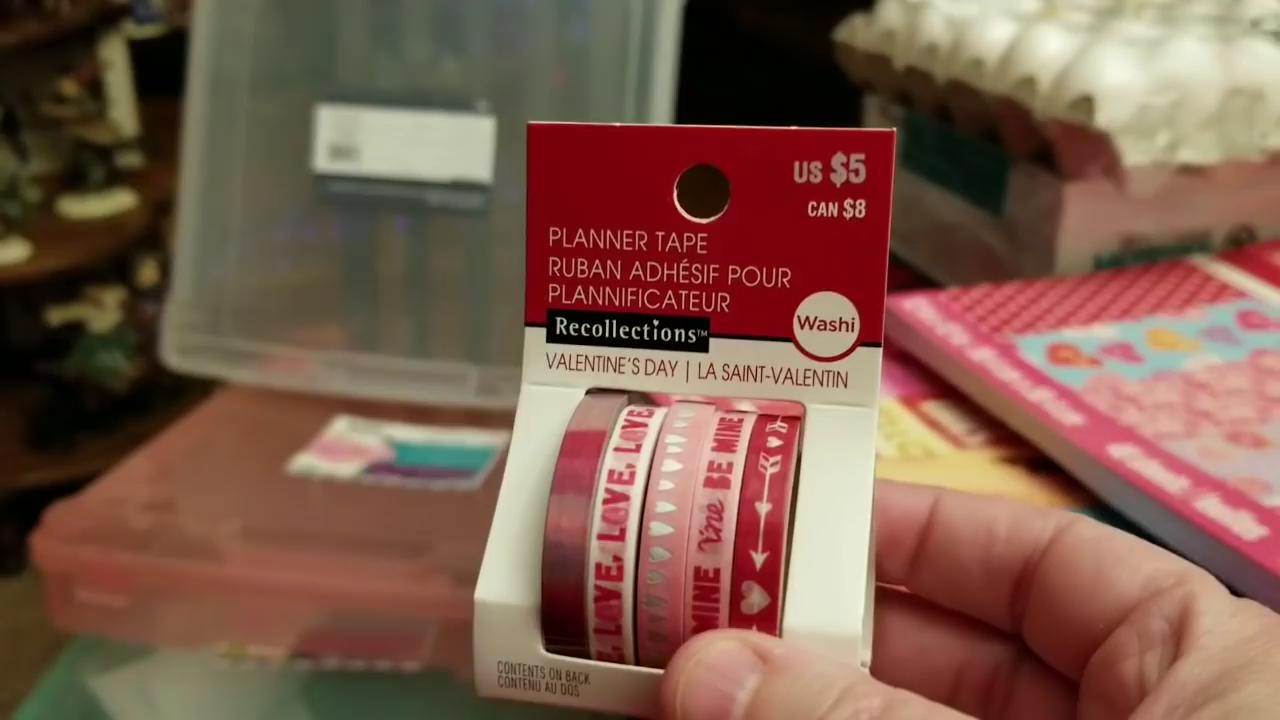 US $5
CAN $8
PLANNER TAPE
RUBAN ADHÉSIF POUR
PLANNIFICATEUR
Recollections™
Washi
VALENTINE'S DAY | LA SAINT-VALENTIN
LOVE, LOVE, LOVE,
MINE BE MINE
CONTENTS ON BACK
CONTENU AU DOS